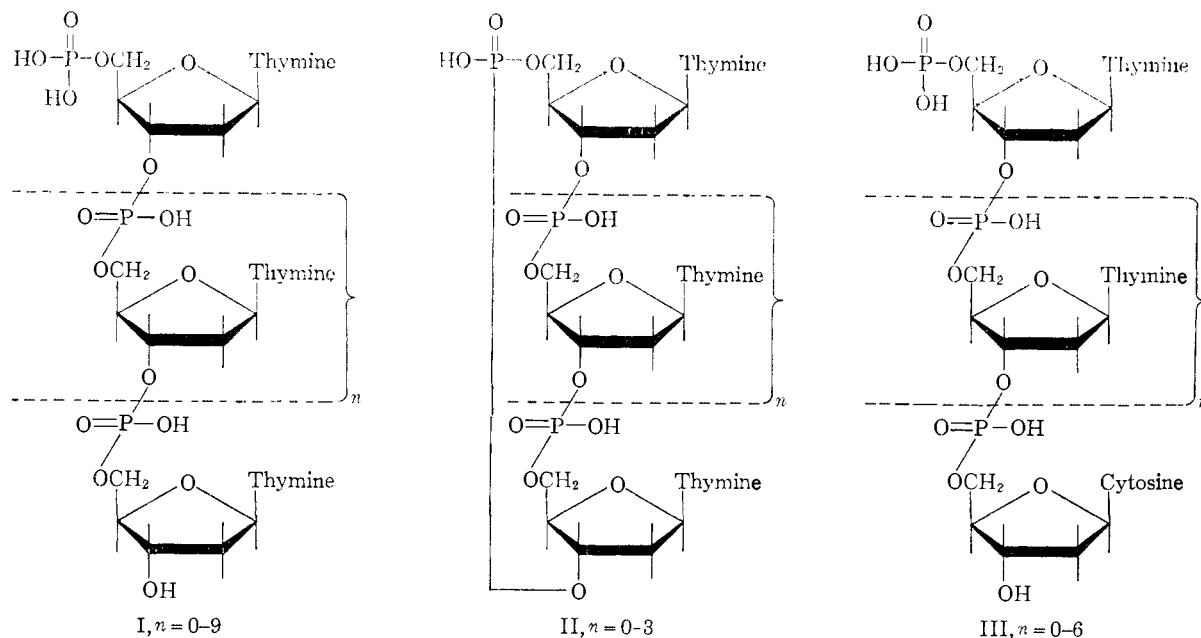 O O O
HO—P—OCH₂ O Thymine HO—P—OCH₂ O Thymine HO—P—OCH₂ O Thymine
HO OH
O O O
O=P—OH O=P—OH O=P—OH
OCH₂ O Thymine OCH₂ O Thymine OCH₂ O Thymine
O O O
n n n
O=P—OH O=P—OH O=P—OH
OCH₂ O Thymine OCH₂ O Thymine OCH₂ O Cytosine
OH O OH
I, n = 0–9 II, n = 0-3 III, n = 0-6